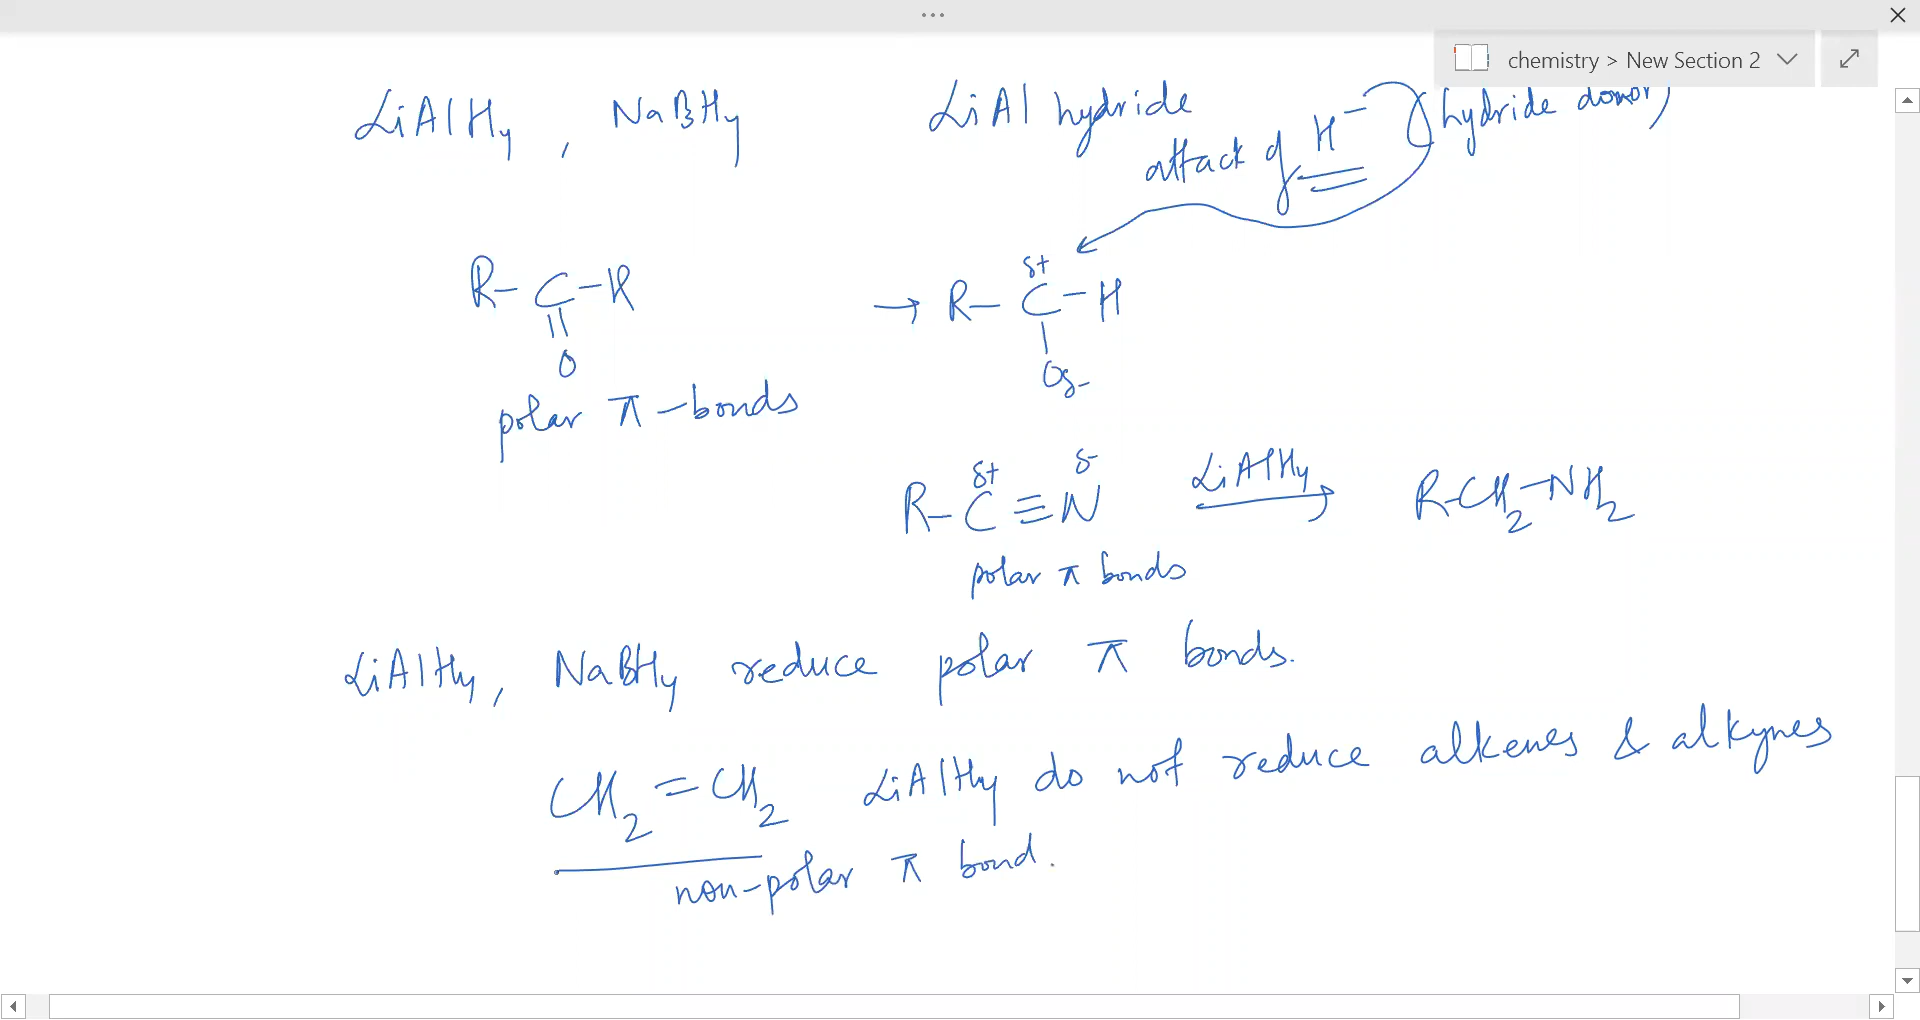 chemistry > New Section 2
LiAlH4 , NaBH4 LiAl hydride (hydride donor)
attack of H-
R-C-R → R-C-H
δ+
O Oδ-
polar π-bonds
δ+ δ-
R-C≡N LiAlH4 R-CH2-NH2
polar π bonds
LiAlH4, NaBH4 reduce polar π bonds.
CH2=CH2 LiAlH4 do not reduce alkenes & alkynes
non-polar π bond.